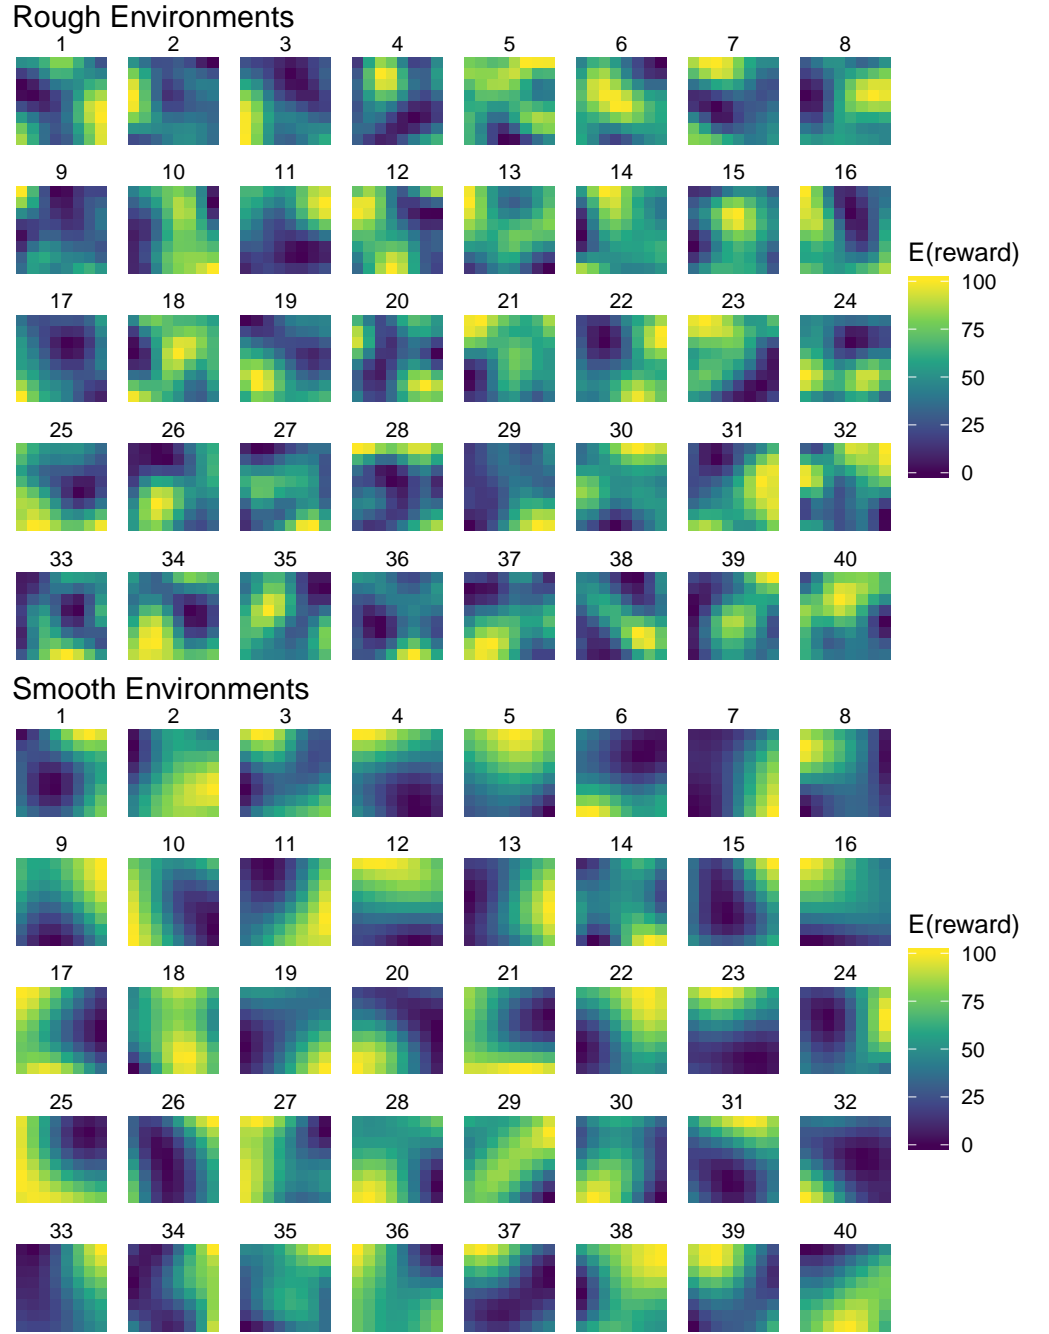 Rough Environments
1 2 3 4 5 6 7 8
9 10 11 12 13 14 15 16
17 18 19 20 21 22 23 24
25 26 27 28 29 30 31 32
33 34 35 36 37 38 39 40
E(reward)
100
75
50
25
0
Smooth Environments
1 2 3 4 5 6 7 8
9 10 11 12 13 14 15 16
17 18 19 20 21 22 23 24
25 26 27 28 29 30 31 32
33 34 35 36 37 38 39 40
E(reward)
100
75
50
25
0